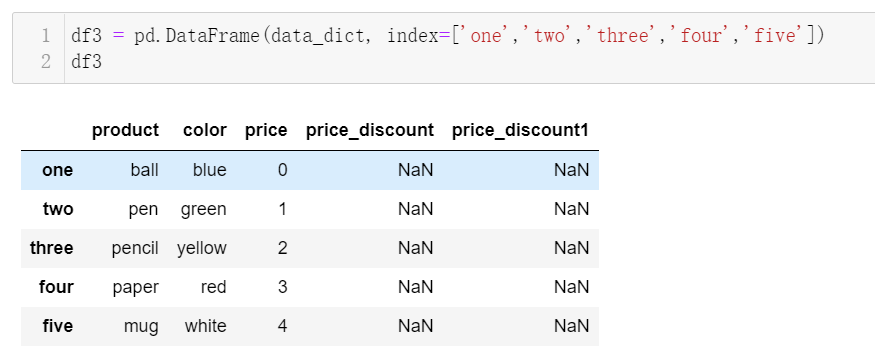 1 df3 = pd.DataFrame(data_dict, index=['one','two','three','four','five'])
2 df3
product color price price_discount price_discount1
one ball blue 0 NaN NaN
two pen green 1 NaN NaN
three pencil yellow 2 NaN NaN
four paper red 3 NaN NaN
five mug white 4 NaN NaN